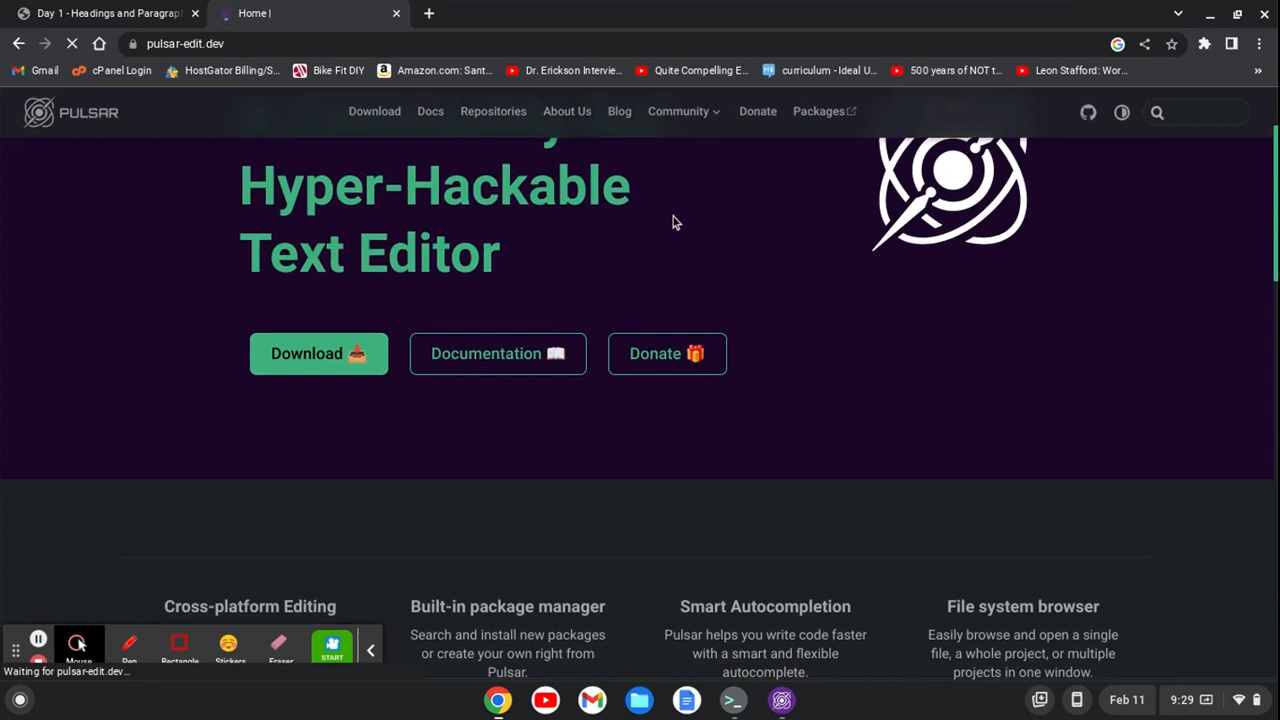 Day 1 - Headings and Paragrapt
Home |
pulsar-edit.dev
Gmail
cPanel Login
HostGator Billing/S...
Bike Fit DIY
Amazon.com: Sant...
Dr. Erickson Intervie...
Quite Compelling E...
curriculum - Ideal U...
500 years of NOT t...
Leon Stafford: Wor...
»
PULSAR
Download
Docs
Repositories
About Us
Blog
Community
Donate
Packages
Hyper-Hackable
Text Editor
Download
Documentation
Donate
Cross-platform Editing
Built-in package manager
Search and install new packages
or create your own right from
Pulsar.
Smart Autocompletion
Pulsar helps you write code faster
with a smart and flexible
autocomplete.
File system browser
Easily browse and open a single
file, a whole project, or multiple
projects in one window.
Mouse
Pen
Rectangle
Stickers
Eraser
START
Waiting for pulsar-edit.dev...
Feb 11
9:29